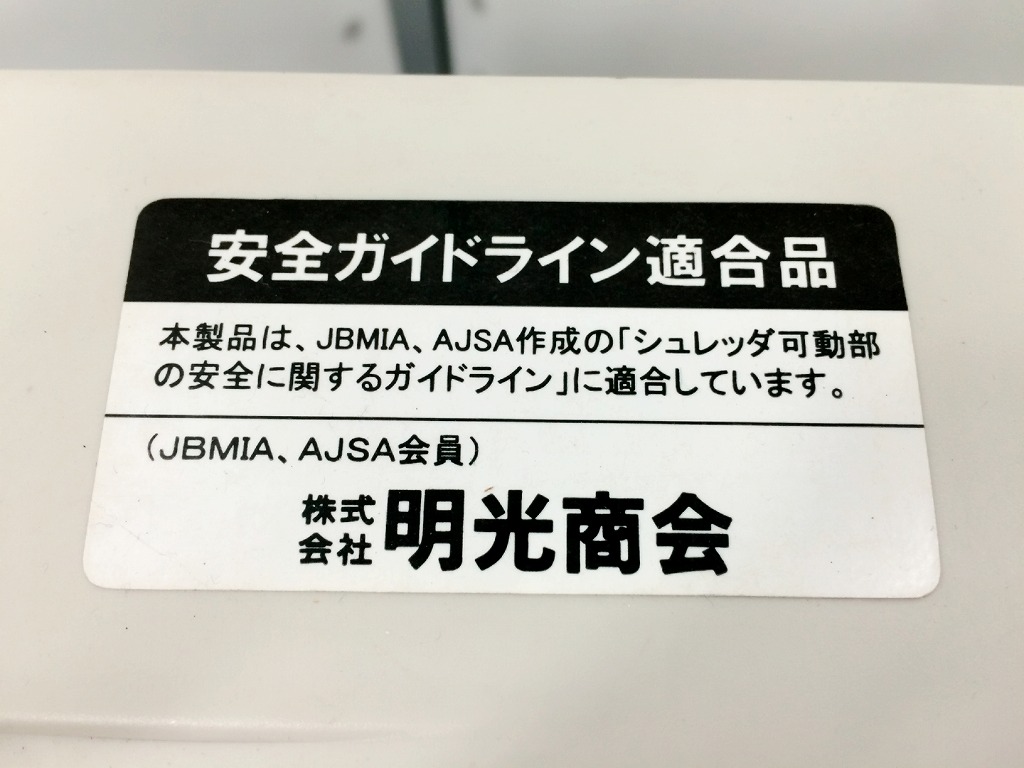 安全ガイドライン適合品
本製品は、JBMIA、AJSA作成の「シュレッダ可動部
の安全に関するガイドライン」に適合しています。
（JBMIA、AJSA会員）
株式
会社
明光商会